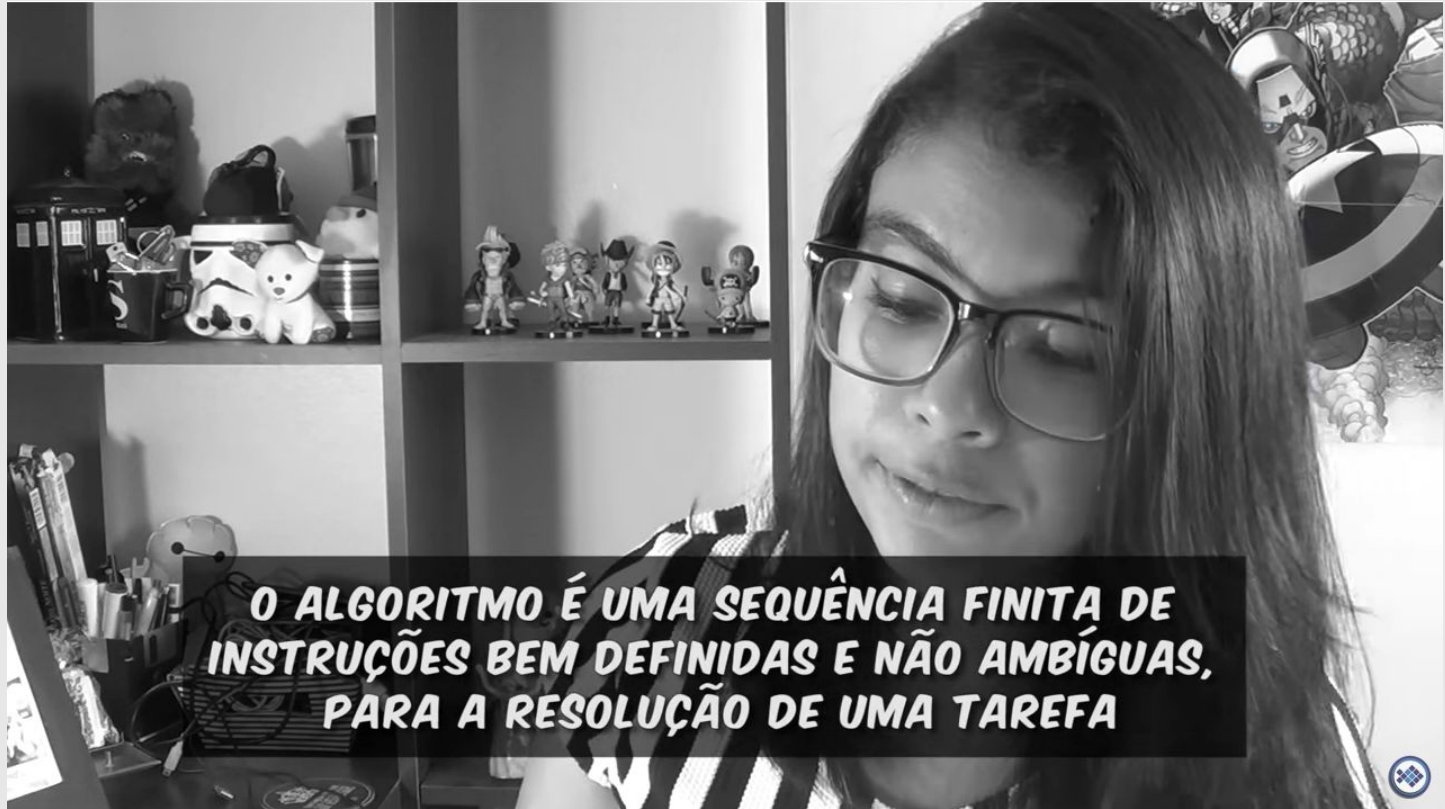 O ALGORITMO É UMA SEQUÊNCIA FINITA DE
INSTRUÇÕES BEM DEFINIDAS E NÃO AMBÍGUAS,
PARA A RESOLUÇÃO DE UMA TAREFA